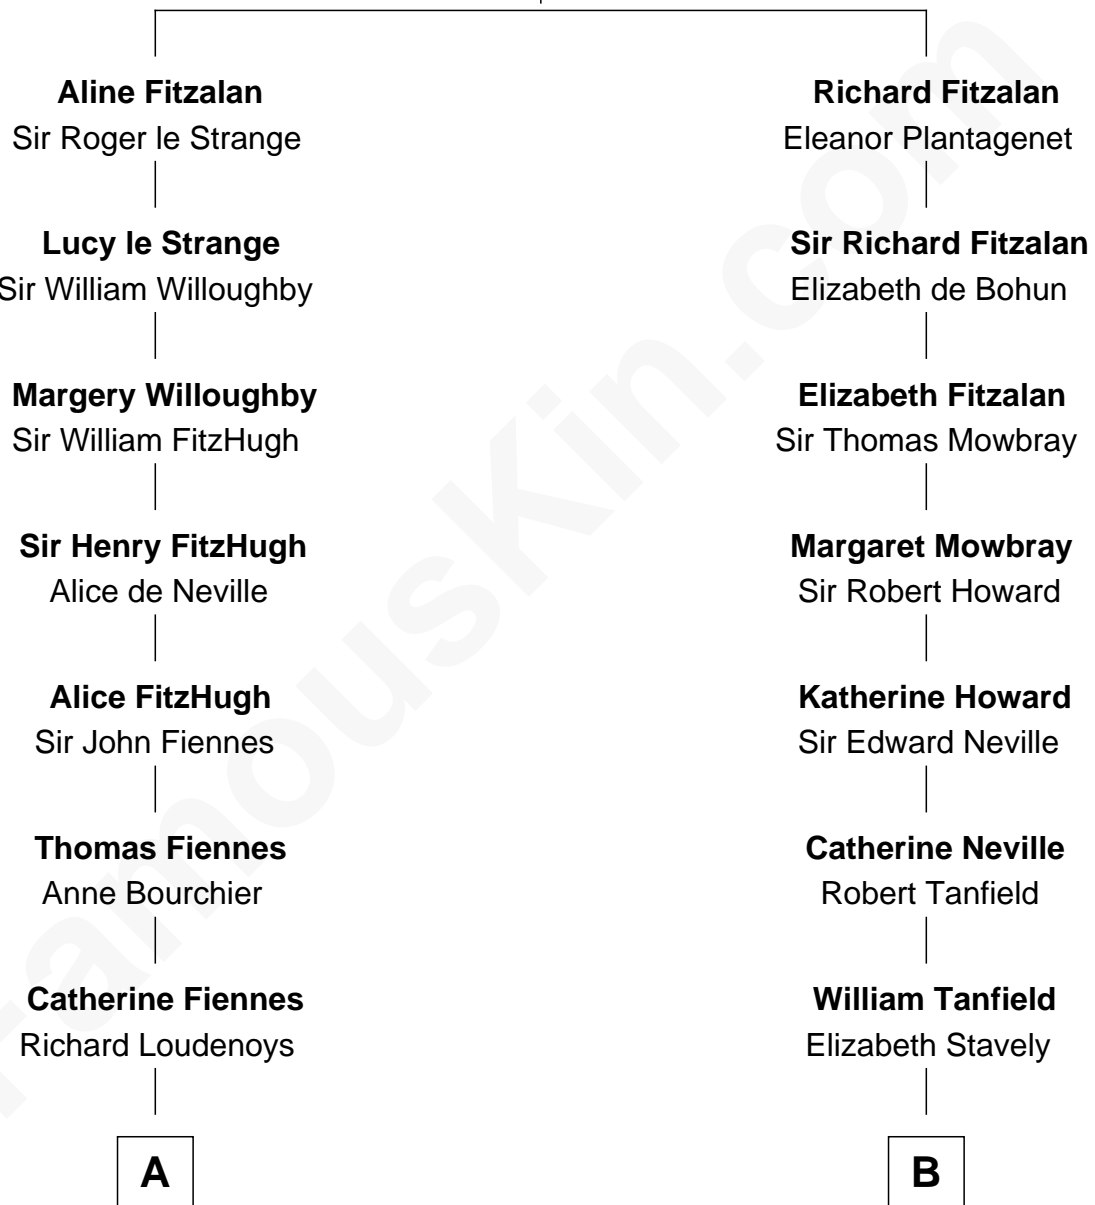 Aline Fitzalan
Sir Roger le Strange
Lucy le Strange
Sir William Willoughby
Margery Willoughby
Sir William FitzHugh
Sir Henry FitzHugh
Alice de Neville
Alice FitzHugh
Sir John Fiennes
Thomas Fiennes
Anne Bourchier
Catherine Fiennes
Richard Loudenoys
A
Richard Fitzalan
Eleanor Plantagenet
Sir Richard Fitzalan
Elizabeth de Bohun
Elizabeth Fitzalan
Sir Thomas Mowbray
Margaret Mowbray
Sir Robert Howard
Katherine Howard
Sir Edward Neville
Catherine Neville
Robert Tanfield
William Tanfield
Elizabeth Stavely
B
FamousKin.com